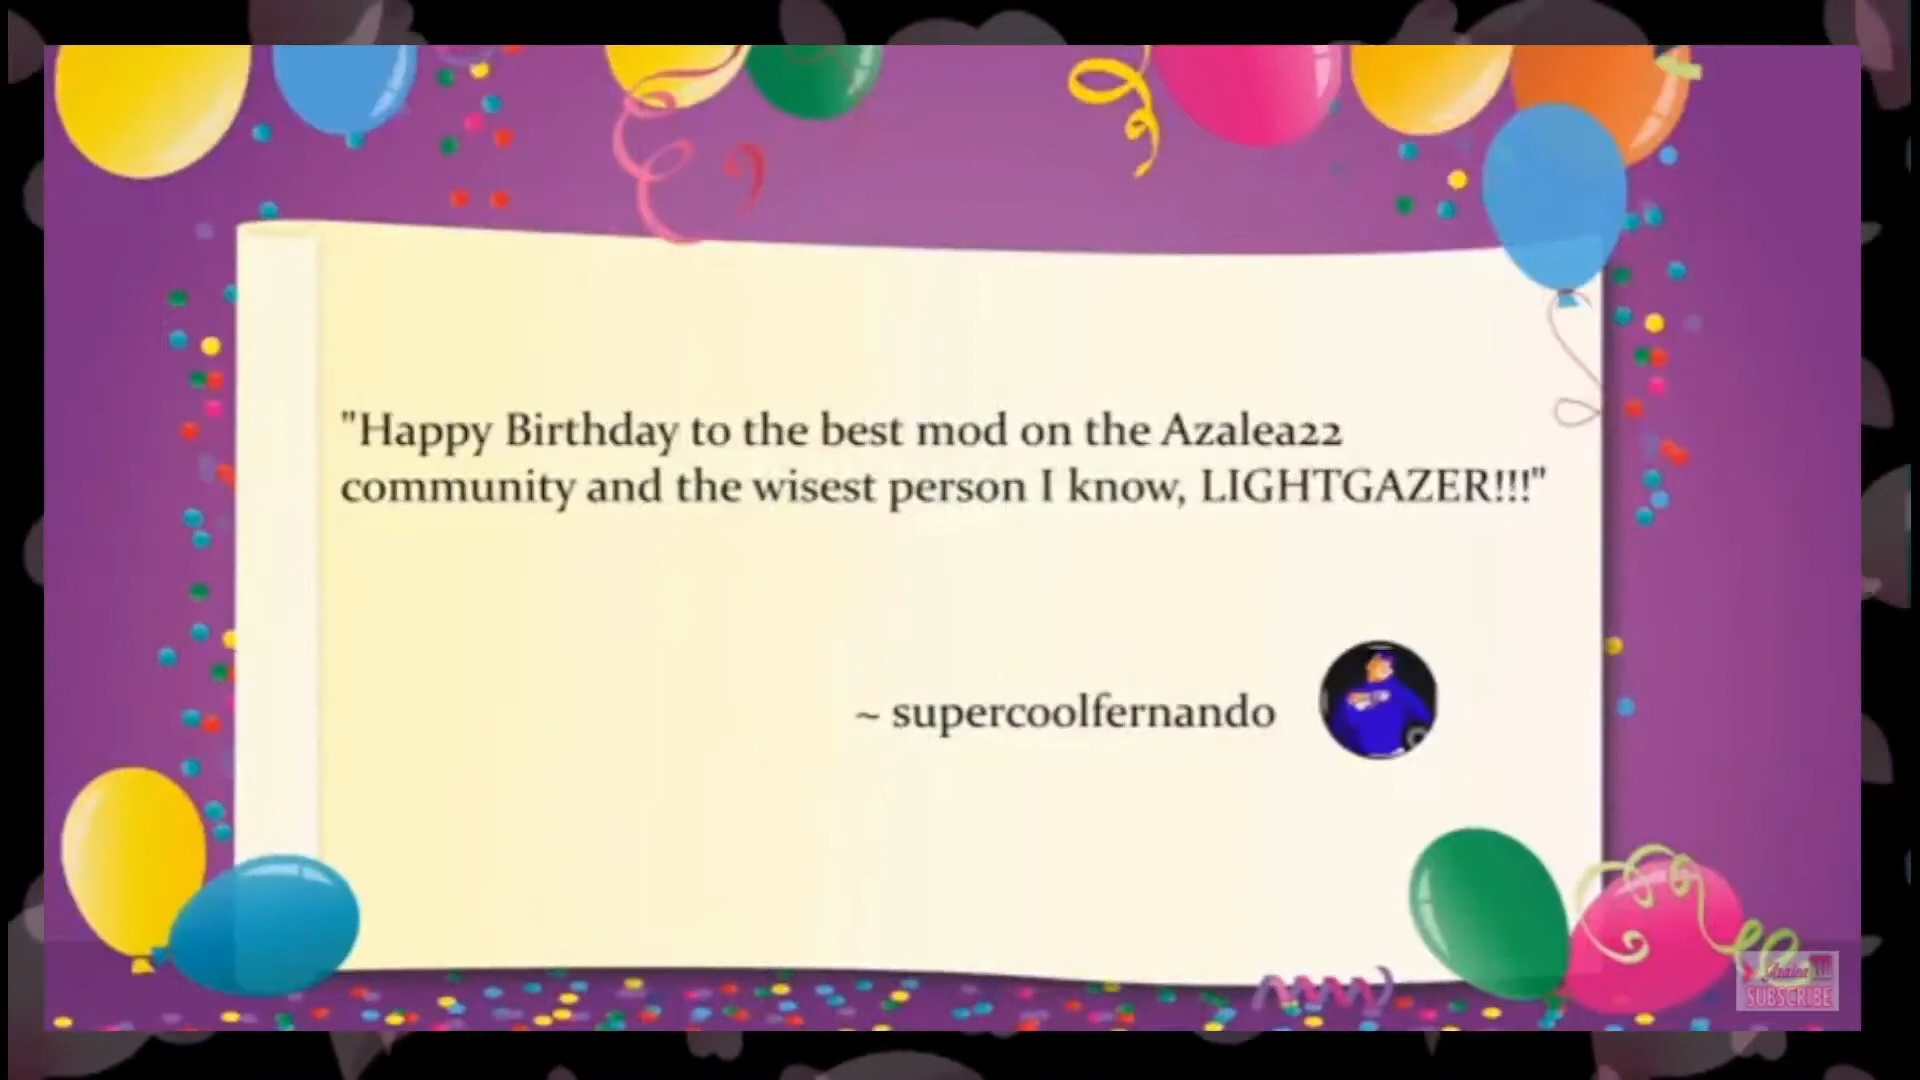 "Happy Birthday to the best mod on the Azalea22
community and the wisest person I know, LIGHTGAZER!!!"
~ supercoolfernando
SUBSCRIBE